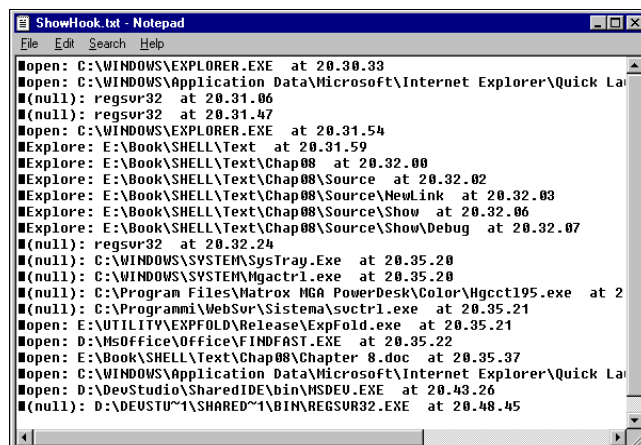 ShowHook.txt - Notepad
File Edit Search Help
open: C:\WINDOWS\EXPLORER.EXE at 20.30.33
open: C:\WINDOWS\Application Data\Microsoft\Internet Explorer\Quick La
(null): regsvr32 at 20.31.06
(null): regsvr32 at 20.31.47
open: C:\WINDOWS\EXPLORER.EXE at 20.31.54
Explore: E:\Book\SHELL\Text at 20.31.59
Explore: E:\Book\SHELL\Text\Chap08 at 20.32.00
Explore: E:\Book\SHELL\Text\Chap08\Source at 20.32.02
Explore: E:\Book\SHELL\Text\Chap08\Source\NewLink at 20.32.03
Explore: E:\Book\SHELL\Text\Chap08\Source\Show at 20.32.06
Explore: E:\Book\SHELL\Text\Chap08\Source\Show\Debug at 20.32.07
(null): regsvr32 at 20.32.24
(null): C:\WINDOWS\SYSTEM\SysTray.Exe at 20.35.20
(null): C:\WINDOWS\SYSTEM\Mgactrl.exe at 20.35.20
(null): C:\Program Files\Matrox MGA PowerDesk\Color\Hgcctl95.exe at 2
(null): C:\Programmi\WebSvr\Sistema\svctrl.exe at 20.35.21
open: E:\UTILITY\EXPFOLD\Release\ExpFold.exe at 20.35.21
open: D:\MsOffice\Office\FINDFAST.EXE at 20.35.22
open: E:\Book\SHELL\Text\Chap08\Chapter 8.doc at 20.35.37
open: C:\WINDOWS\Application Data\Microsoft\Internet Explorer\Quick La
open: D:\DevStudio\SharedIDE\bin\MSDEV.EXE at 20.43.26
(null): D:\DEVSTU~1\SHARED~1\BIN\REGSVR32.EXE at 20.48.45